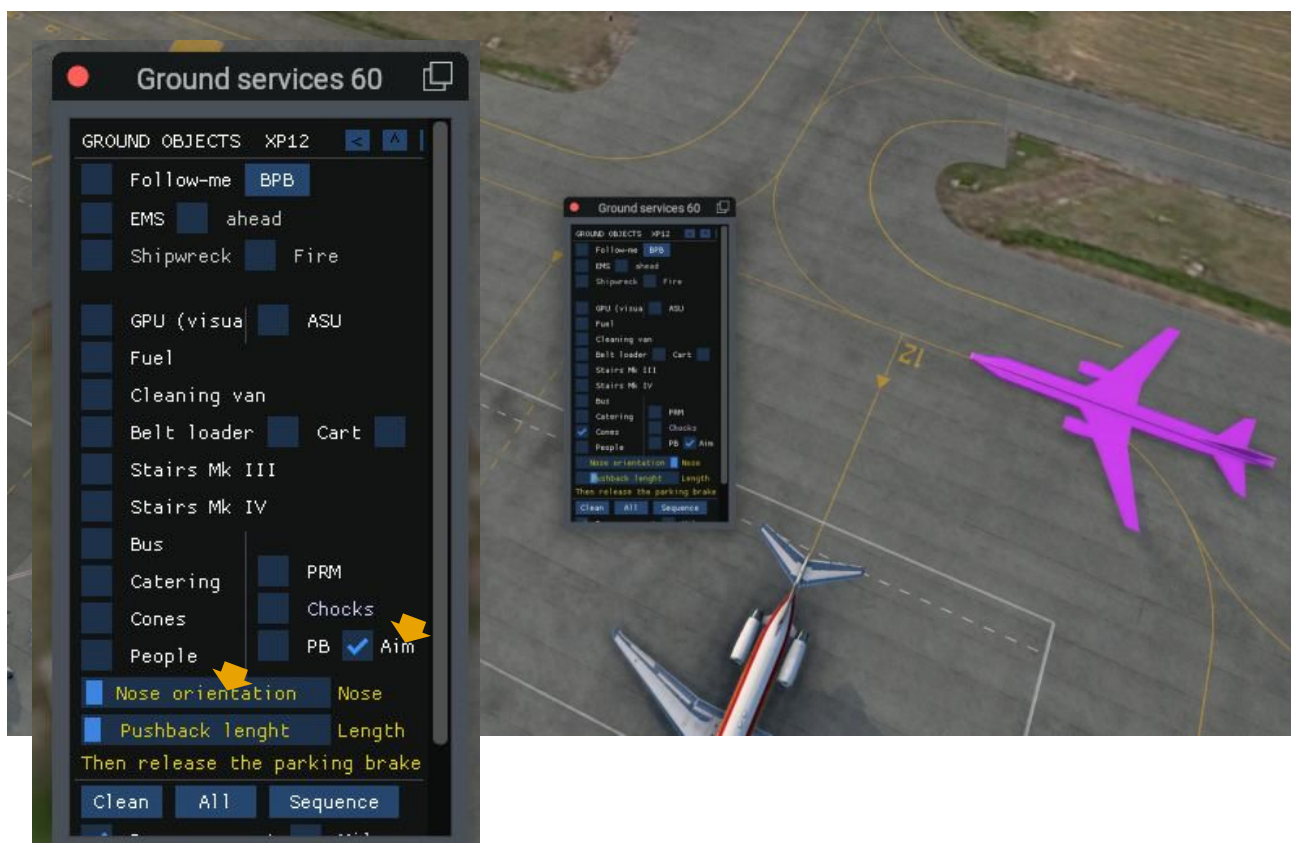 Ground services 60
GROUND OBJECTS XP12 < ^
Follow-me BPB
EMS ahead
Shipwreck Fire
GPU (visua ASU
Fuel
Cleaning van
Belt loader Cart
Stairs Mk III
Stairs Mk IV
Bus
Catering PRM
Cones Chocks
People PB Aim
Nose orientation Nose
Pushback lenght Length
Then release the parking brake
Clean All Sequence
Ground services 60
GROUND OBJECTS XP12 < ^
Follow-me BPB
EMS ahead
Shipwreck Fire
GPU (visua ASU
Fuel
Cleaning van
Belt loader Cart
Stairs Mk III
Stairs Mk IV
Bus
Catering PRM
Cones Chocks
People PB Aim
Nose orientation Nose
Pushback lenght Length
Then release the parking brake
Clean All Sequence
12